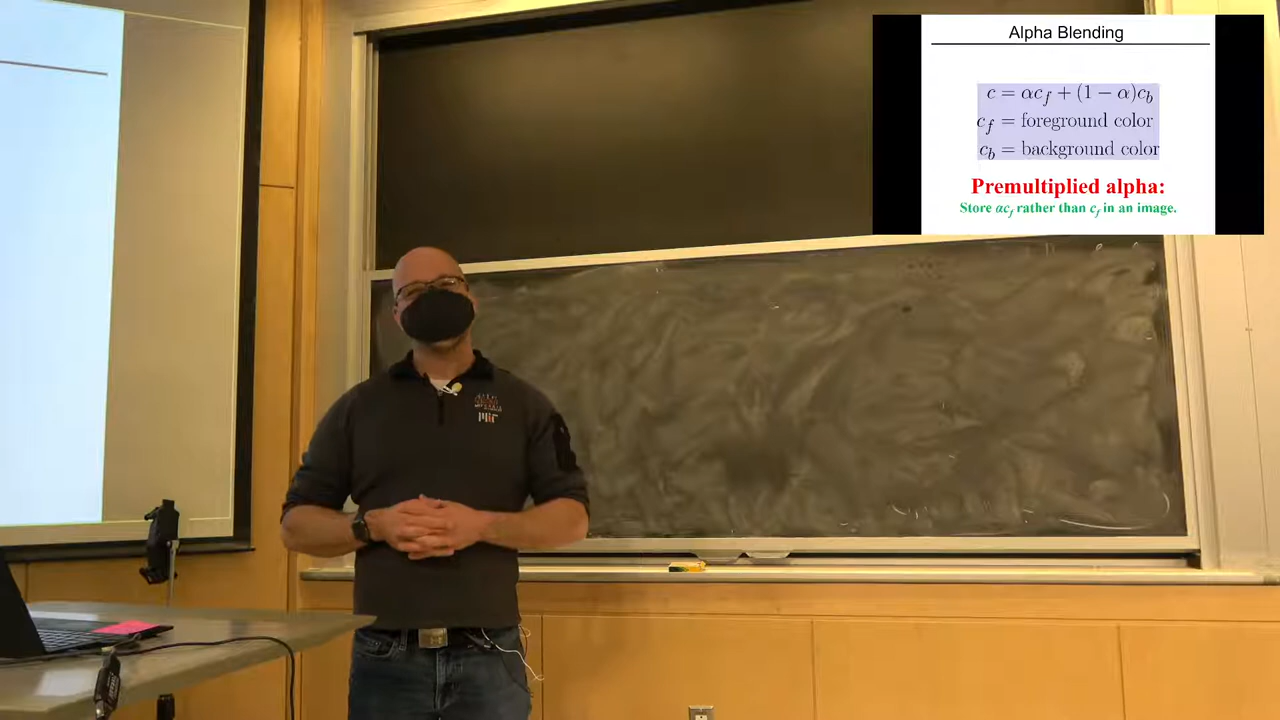 Alpha Blending
c = αc_f + (1 − α)c_b
c_f = foreground color
c_b = background color
Premultiplied alpha:
Store αc_f rather than c_f in an image.
MIT